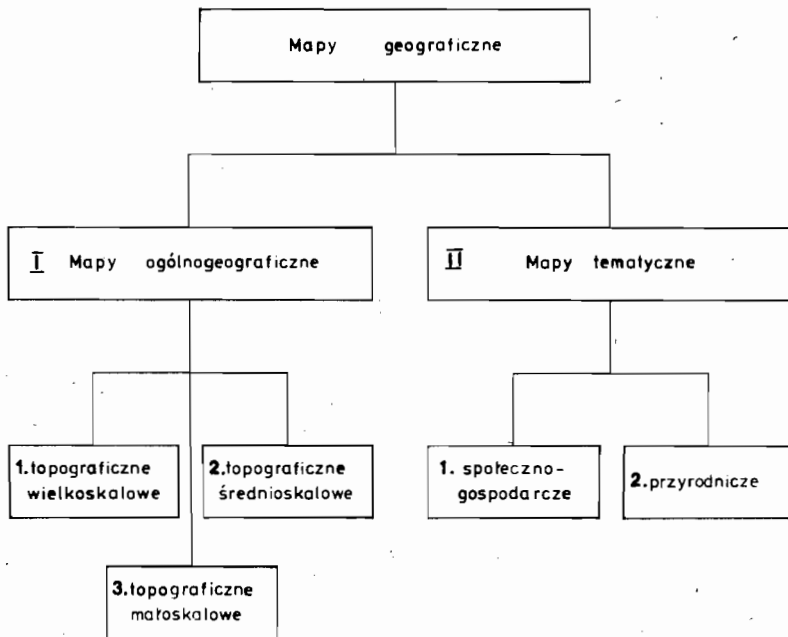 Mapy geograficzne
I Mapy ogólnogeograficzne
II Mapy tematyczne
1. topograficzne
wielkoskalowe
2. topograficzne
średnioskalowe
3. topograficzne
małoskalowe
1. społeczno-
gospodarcze
2. przyrodnicze